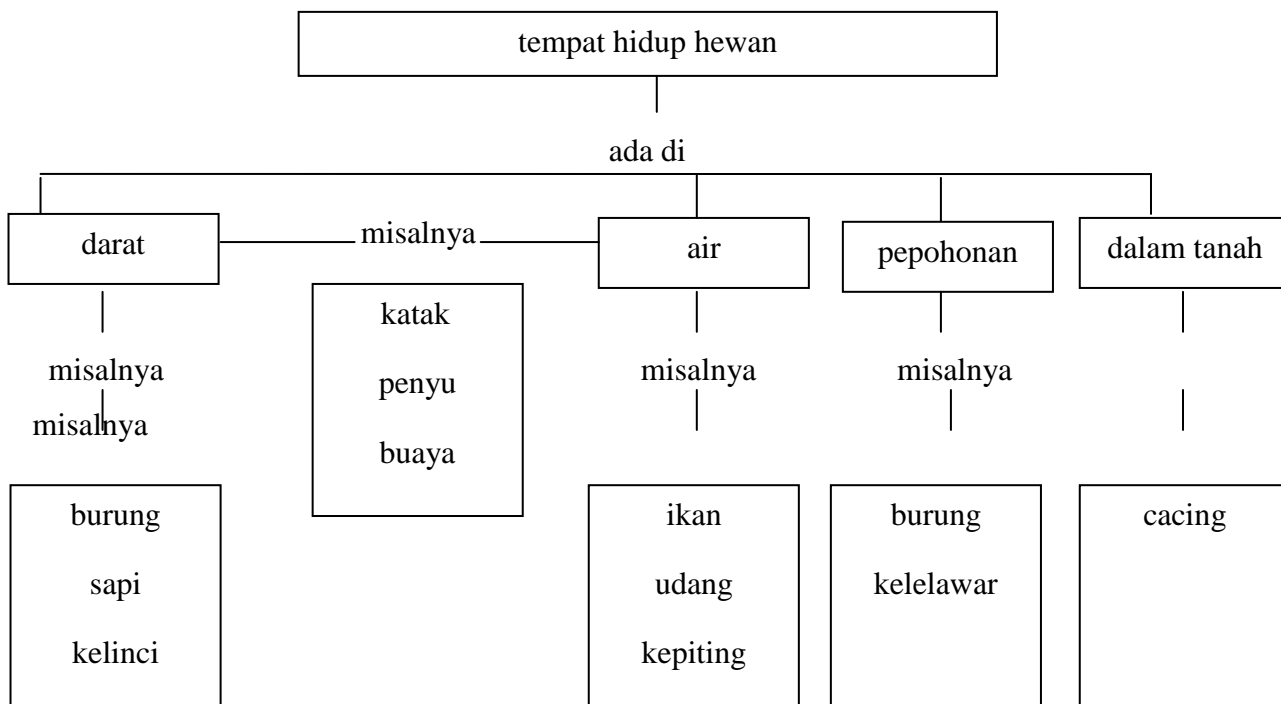 tempat hidup hewan
ada di
darat
misalnya
air
pepohonan
dalam tanah
katak
penyu
buaya
misalnya
misalnya
misalnya
misalnya
burung
sapi
kelinci
ikan
udang
kepiting
burung
kelelawar
cacing